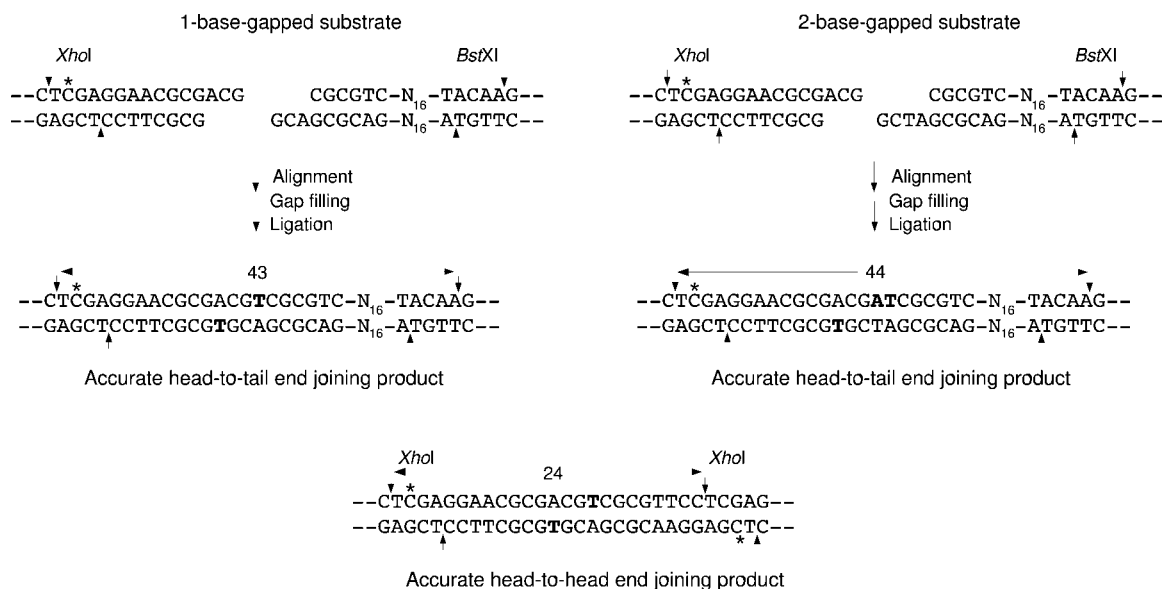 1-base-gapped substrate
2-base-gapped substrate
XhoI
BstXI
XhoI
BstXI
*
*
--CTCGAGGAACGCGACG CGCGTC-N16-TACAAG--
--CTCGAGGAACGCGACG CGCGTC-N16-TACAAG--
--GAGCTCCTTCGCG GCAGCGCAG-N16-ATGTTC--
--GAGCTCCTTCGCG GCTAGCGCAG-N16-ATGTTC--
Alignment
Gap filling
Ligation
Alignment
Gap filling
Ligation
43
44
*
*
--CTCGAGGAACGCGACGTCGCGTC-N16-TACAAG--
--CTCGAGGAACGCGACGATCGCGTC-N16-TACAAG--
--GAGCTCCTTCGCGTGCAGCGCAG-N16-ATGTTC--
--GAGCTCCTTCGCGTGCTAGCGCAG-N16-ATGTTC--
Accurate head-to-tail end joining product
Accurate head-to-tail end joining product
XhoI
24
XhoI
*
--CTCGAGGAACGCGACGTCGCGTTCCTCGAG--
--GAGCTCCTTCGCGTGCAGCGCAAGGAGCTC--
*
Accurate head-to-head end joining product